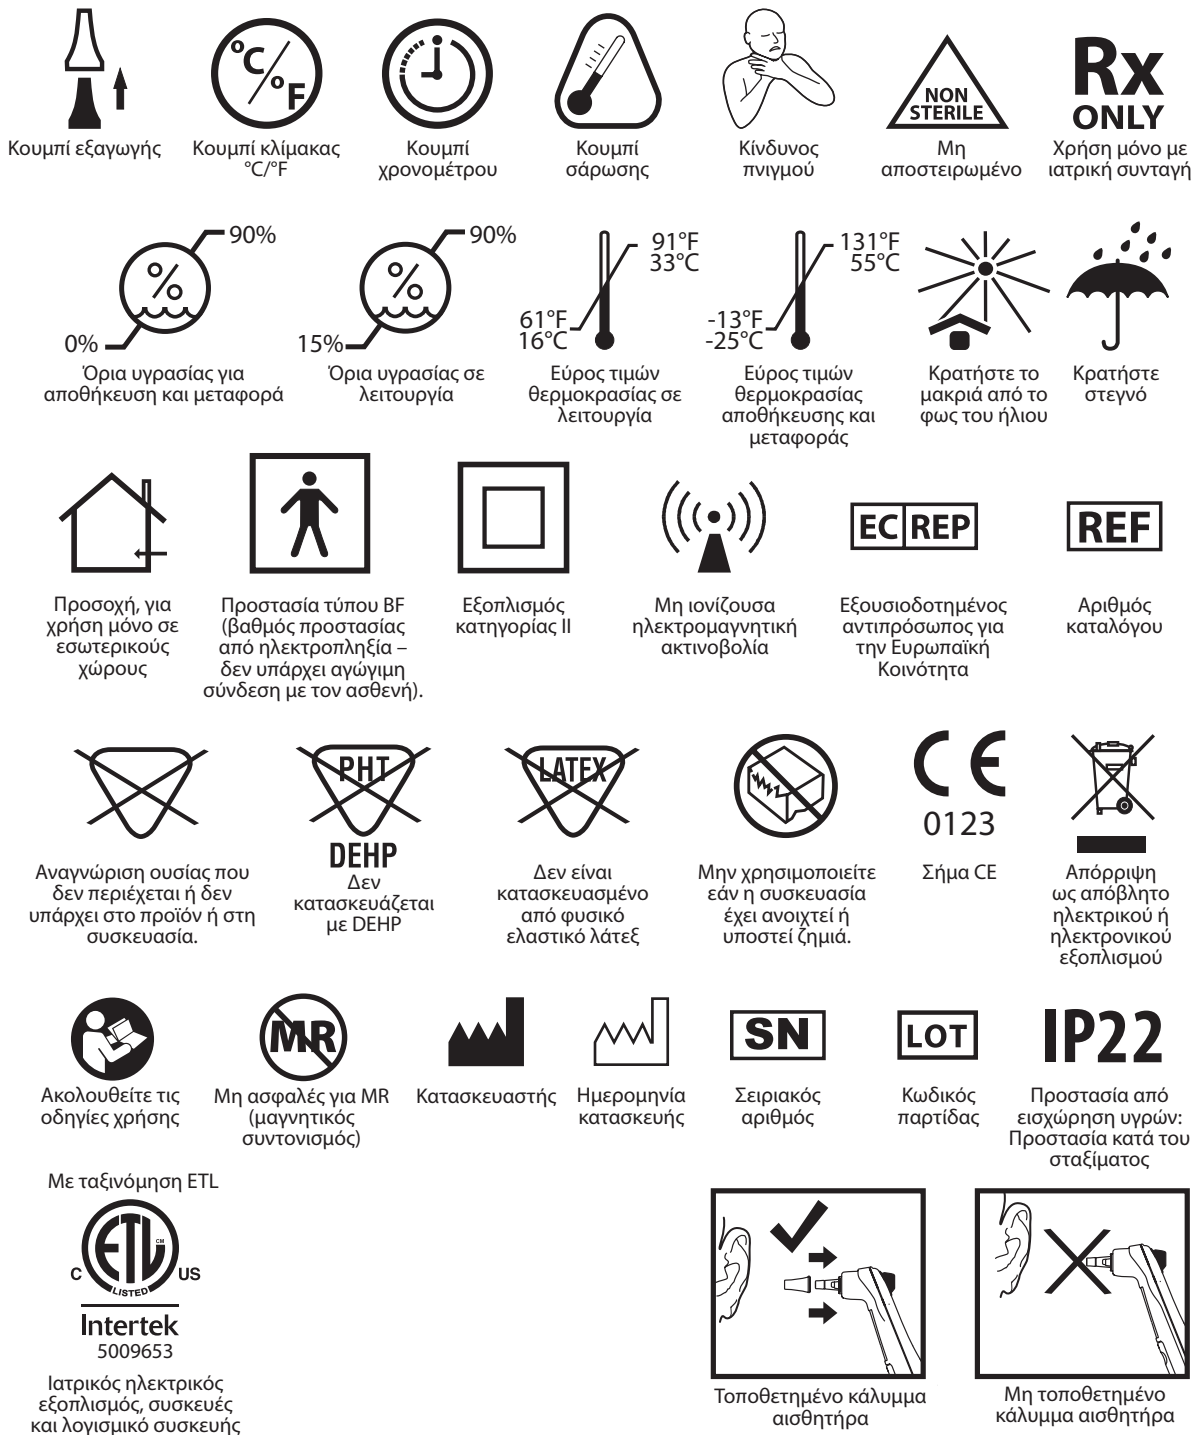 °C/°F
NON
STERILE
Rx
ONLY
Κουμπί εξαγωγής
Κουμπί κλίμακας
°C/°F
Κουμπί
χρονομέτρου
Κουμπί
σάρωσης
Κίνδυνος
πνιγμού
Μη
αποστειρωμένο
Χρήση μόνο με
ιατρική συνταγή
90%
%
0%
90%
%
15%
91°F
33°C
61°F
16°C
131°F
55°C
-13°F
-25°C
Όρια υγρασίας για
αποθήκευση και μεταφορά
Όρια υγρασίας σε
λειτουργία
Εύρος τιμών
θερμοκρασίας σε
λειτουργία
Εύρος τιμών
θερμοκρασίας
αποθήκευσης και
μεταφοράς
Κρατήστε το
μακριά από το
φως του ήλιου
Κρατήστε
στεγνό
EC REP
REF
Προσοχή, για
χρήση μόνο σε
εσωτερικούς
χώρους
Προστασία τύπου BF
(βαθμός προστασίας
από ηλεκτροπληξία –
δεν υπάρχει αγώγιμη
σύνδεση με τον ασθενή).
Εξοπλισμός
κατηγορίας II
Μη ιονίζουσα
ηλεκτρομαγνητική
ακτινοβολία
Εξουσιοδοτημένος
αντιπρόσωπος για
την Ευρωπαϊκή
Κοινότητα
Αριθμός
καταλόγου
PHT
DEHP
LATEX
CE
0123
Αναγνώριση ουσίας που
δεν περιέχεται ή δεν
υπάρχει στο προϊόν ή στη
συσκευασία.
Δεν
κατασκευάζεται
με DEHP
Δεν είναι
κατασκευασμένο
από φυσικό
ελαστικό λάτεξ
Μην χρησιμοποιείτε
εάν η συσκευασία
έχει ανοιχτεί ή
υποστεί ζημιά.
Σήμα CE
Απόρριψη
ως απόβλητο
ηλεκτρικού ή
ηλεκτρονικού
εξοπλισμού
MR
SN
LOT
IP22
Ακολουθείτε τις
οδηγίες χρήσης
Μη ασφαλές για MR
(μαγνητικός
συντονισμός)
Κατασκευαστής
Ημερομηνία
κατασκευής
Σειριακός
αριθμός
Κωδικός
παρτίδας
Προστασία από
εισχώρηση υγρών:
Προστασία κατά του
σταξίματος
Με ταξινόμηση ETL
ETL CM
C LISTED US
Intertek
5009653
Ιατρικός ηλεκτρικός
εξοπλισμός, συσκευές
και λογισμικό συσκευής
Τοποθετημένο κάλυμμα
αισθητήρα
Μη τοποθετημένο
κάλυμμα αισθητήρα